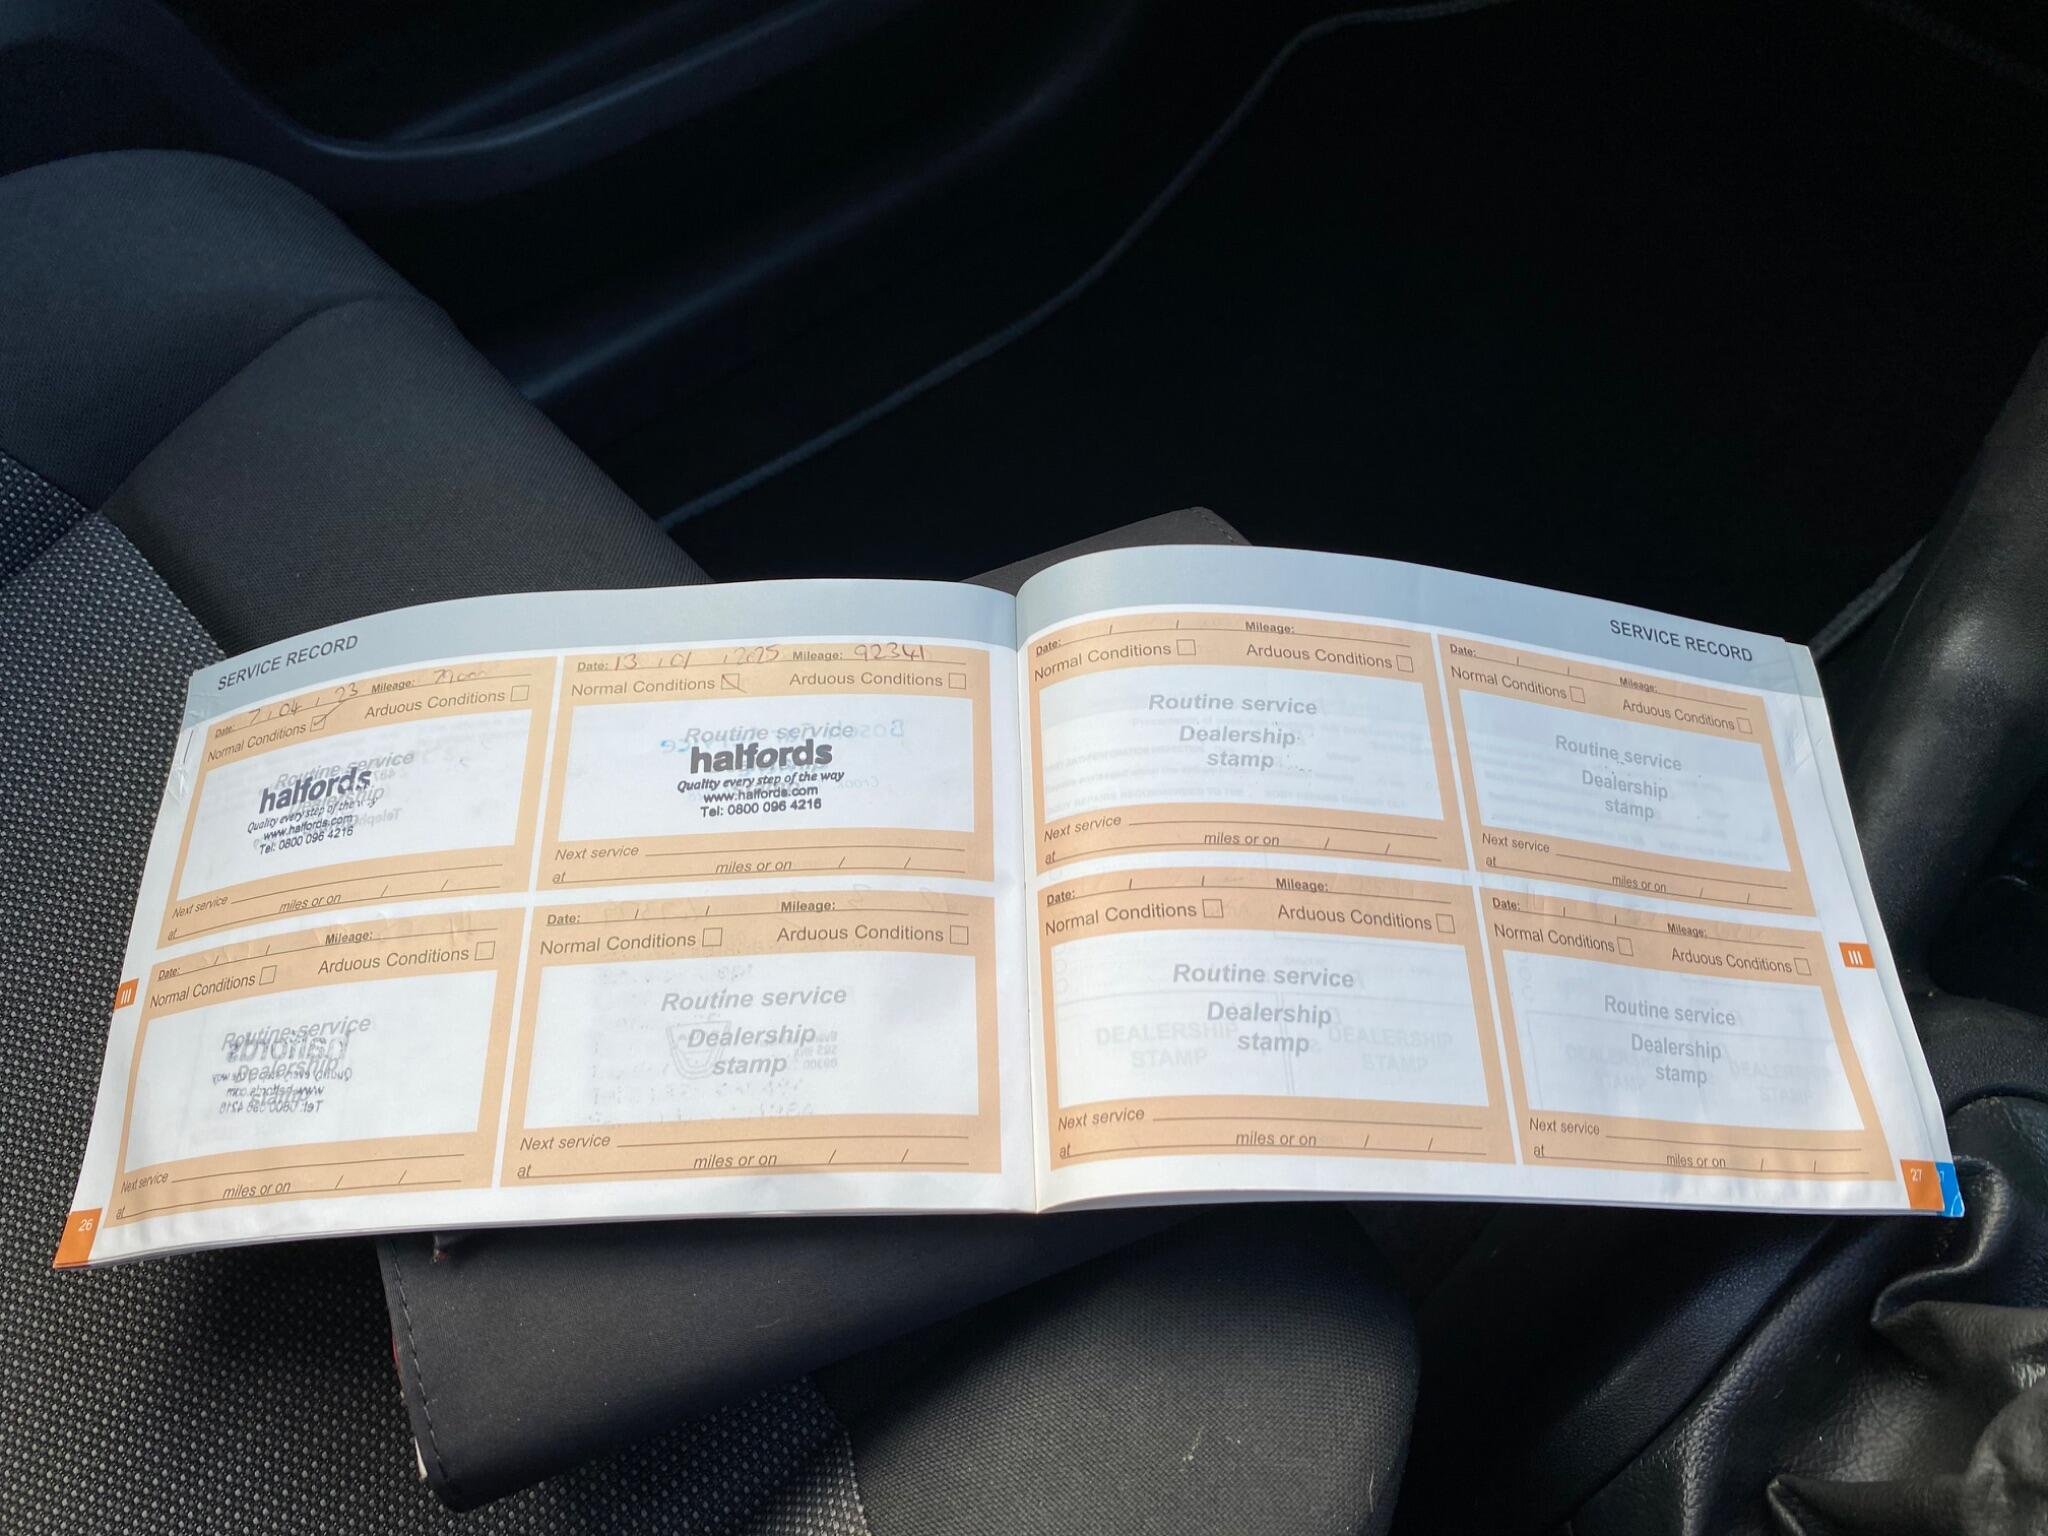 SERVICE RECORD
Date: 7 / 04 / 23 Mileage:
Normal Conditions Arduous Conditions
Routine service
halfords
Quality every step of the way
www.halfords.com
Tel: 0800 096 4216
Next service
at miles or on / /
Date: 13 / 01 / 2025 Mileage: 92341
Normal Conditions Arduous Conditions
Routine service
halfords
Quality every step of the way
www.halfords.com
Tel: 0800 096 4216
Next service
at miles or on / /
Date: / / Mileage:
Normal Conditions Arduous Conditions
Routine service
Dealership
stamp
Next service
at miles or on / /
Date: / / Mileage:
Normal Conditions Arduous Conditions
Routine service
Dealership
stamp
Next service
at miles or on / /
III
26
SERVICE RECORD
Date: / / Mileage:
Normal Conditions Arduous Conditions
Routine service
Dealership
stamp
Next service
at miles or on / /
Date: / / Mileage:
Normal Conditions Arduous Conditions
Routine service
Dealership
stamp
Next service
at miles or on / /
Date: / / Mileage:
Normal Conditions Arduous Conditions
Routine service
Dealership
stamp
Next service
at miles or on / /
Date: / / Mileage:
Normal Conditions Arduous Conditions
Routine service
Dealership
stamp
Next service
at miles or on / /
III
27